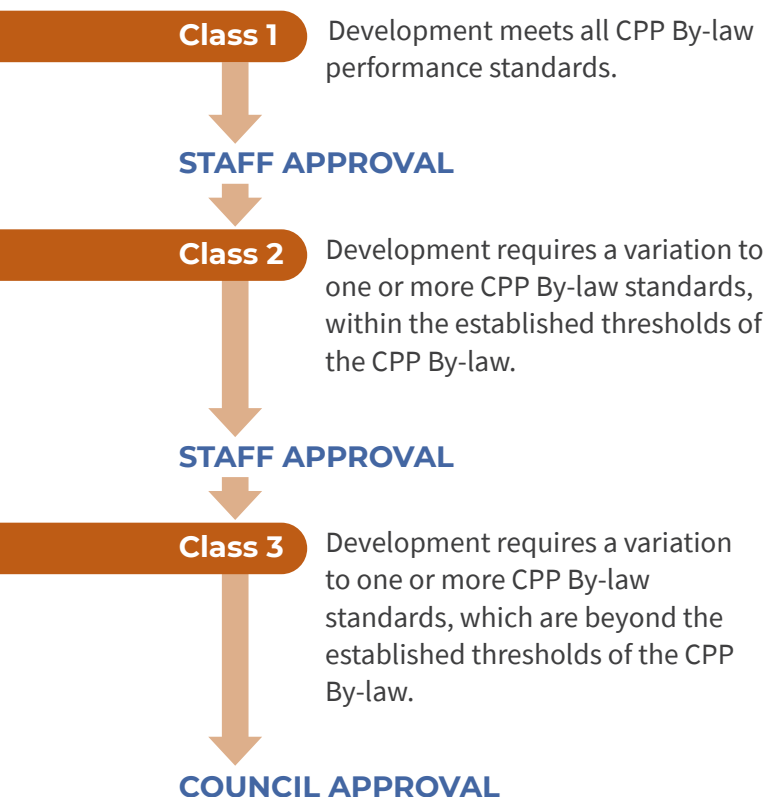 Class 1
Development meets all CPP By-law
performance standards.
STAFF APPROVAL
Class 2
Development requires a variation to
one or more CPP By-law standards,
within the established thresholds of
the CPP By-law.
STAFF APPROVAL
Class 3
Development requires a variation
to one or more CPP By-law
standards, which are beyond the
established thresholds of the CPP
By-law.
COUNCIL APPROVAL